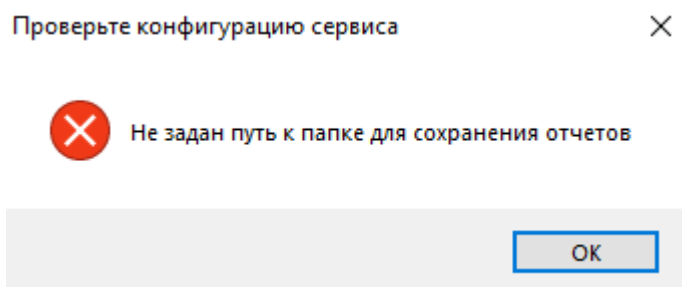 Проверьте конфигурацию сервиса
Не задан путь к папке для сохранения отчетов
OK